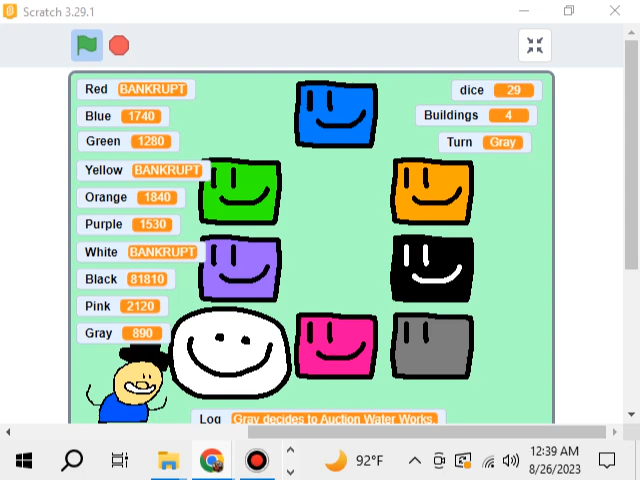 Scratch 3.29.1
Red BANKRUPT
Blue 1740
Green 1280
Yellow BANKRUPT
Orange 1840
Purple 1530
White BANKRUPT
Black 81810
Pink 2120
Gray 890
dice 29
Buildings 4
Turn Gray
Log Gray decides to Auction Water Works
92°F
12:39 AM
8/26/2023